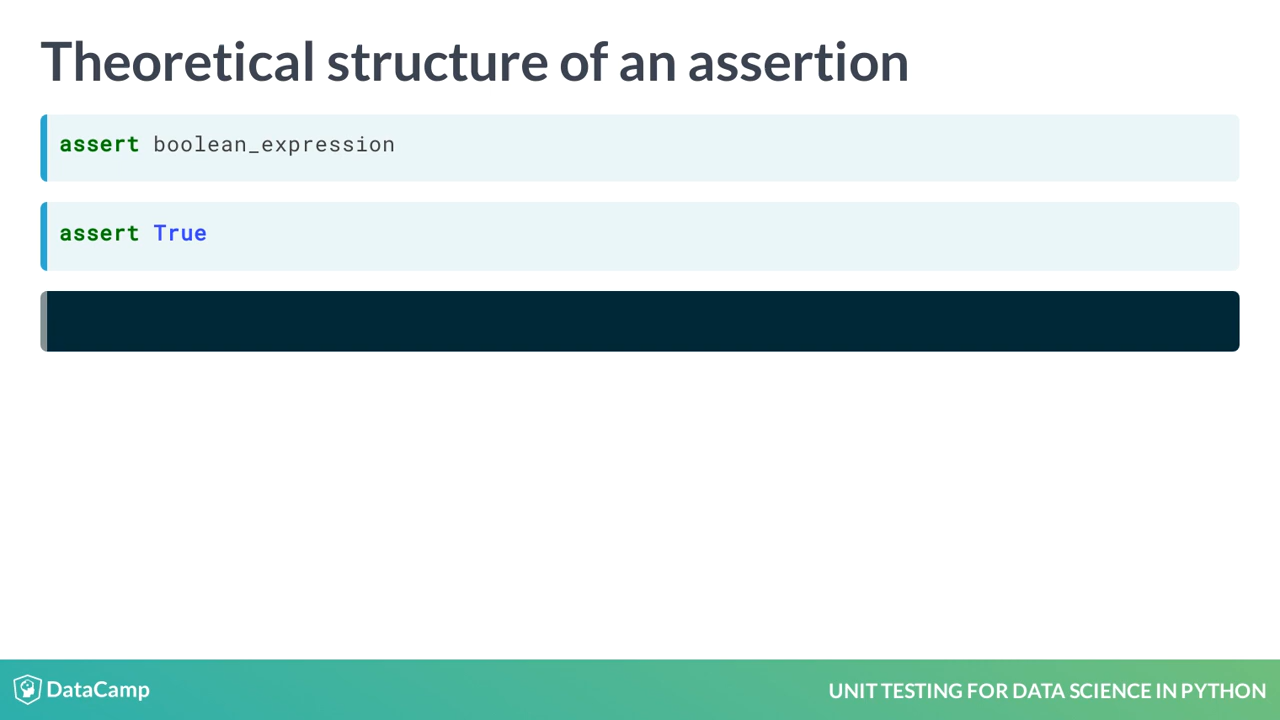 Theoretical structure of an assertion
assert boolean_expression
assert True
DataCamp
UNIT TESTING FOR DATA SCIENCE IN PYTHON